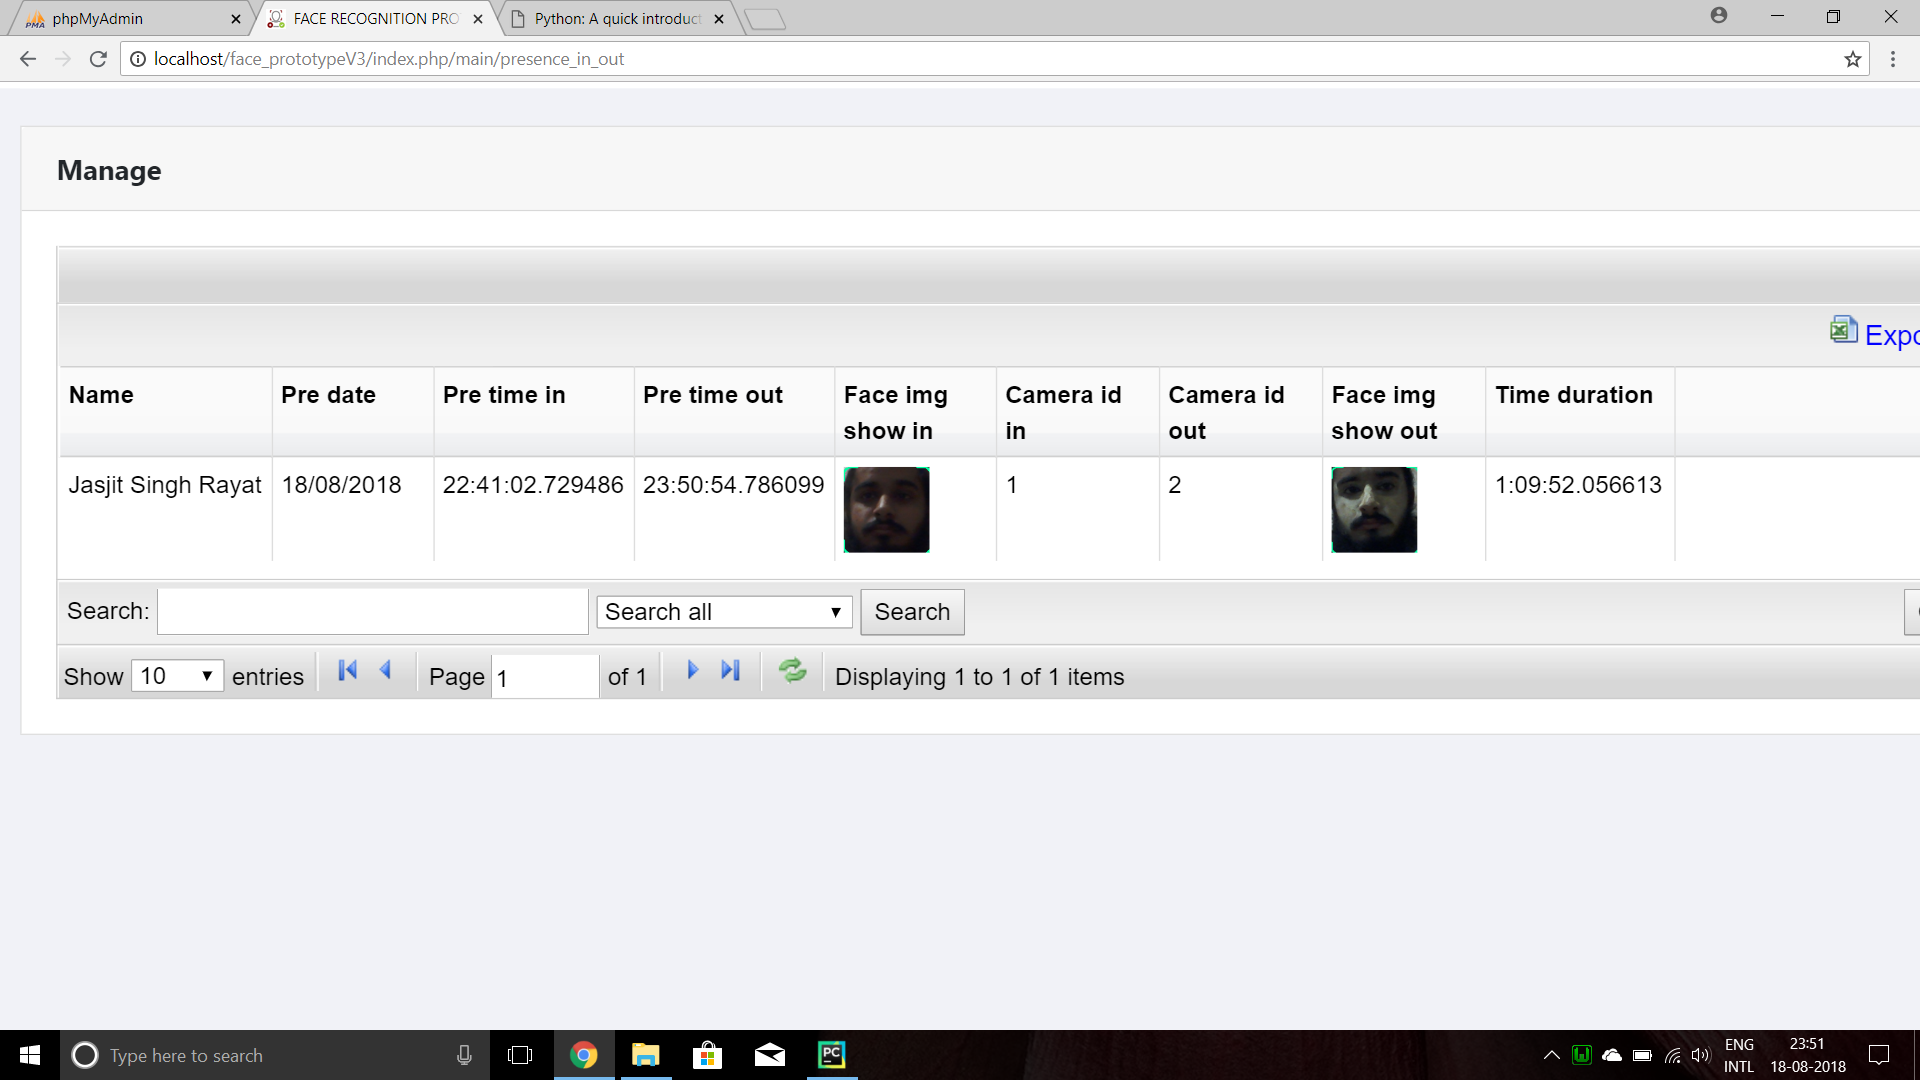 phpMyAdmin
FACE RECOGNITION PRO
Python: A quick introduct
localhost/face_prototypeV3/index.php/main/presence_in_out
Manage
Expo
Name Pre date Pre time in Pre time out Face img show in Camera id in Camera id out Face img show out Time duration
Jasjit Singh Rayat 18/08/2018 22:41:02.729486 23:50:54.786099 1 2 1:09:52.056613
Search: Search all Search
Show 10 entries Page 1 of 1 Displaying 1 to 1 of 1 items
Type here to search
PC
ENG 23:51
INTL 18-08-2018